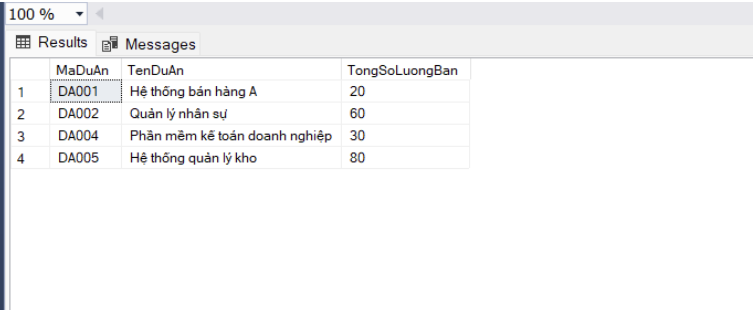 100 %
Results Messages
MaDuAn TenDuAn TongSoLuongBan
1 DA001 Hệ thống bán hàng A 20
2 DA002 Quản lý nhân sự 60
3 DA004 Phần mềm kế toán doanh nghiệp 30
4 DA005 Hệ thống quản lý kho 80